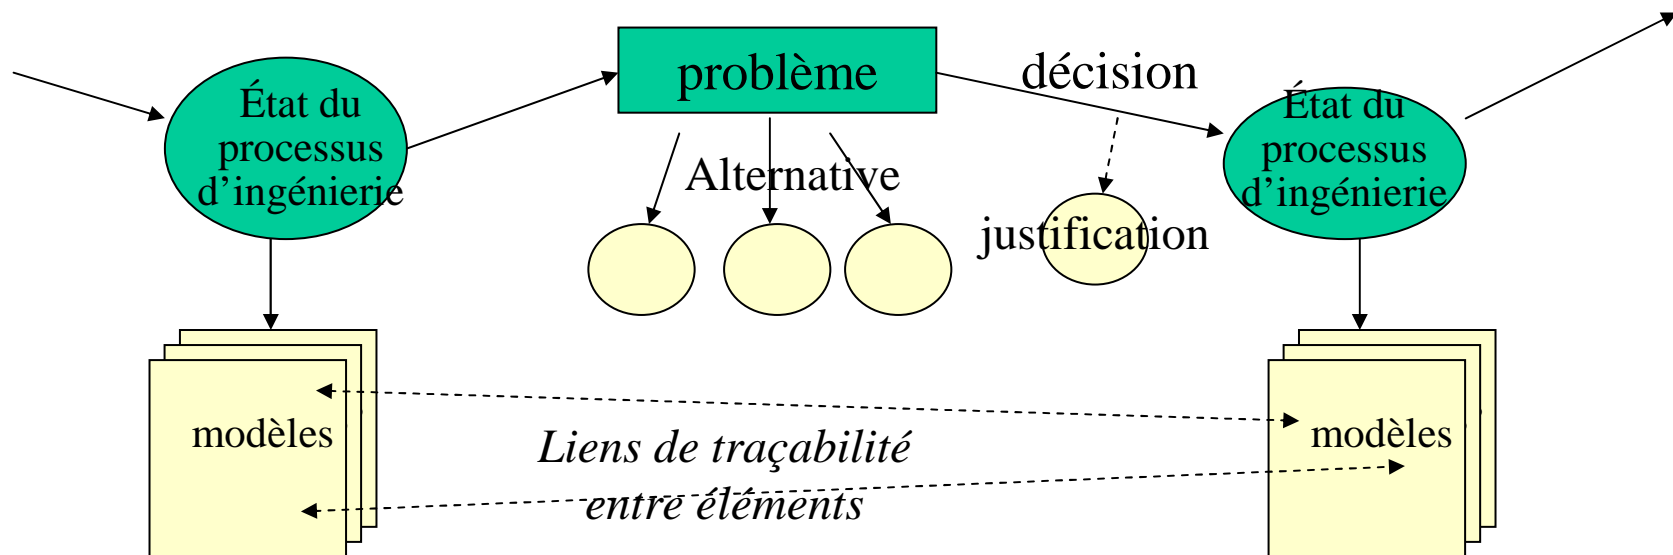 État du
processus
d’ingénierie
problème
Alternative
décision
justification
État du
processus
d’ingénierie
modèles
Liens de traçabilité
entre éléments
modèles